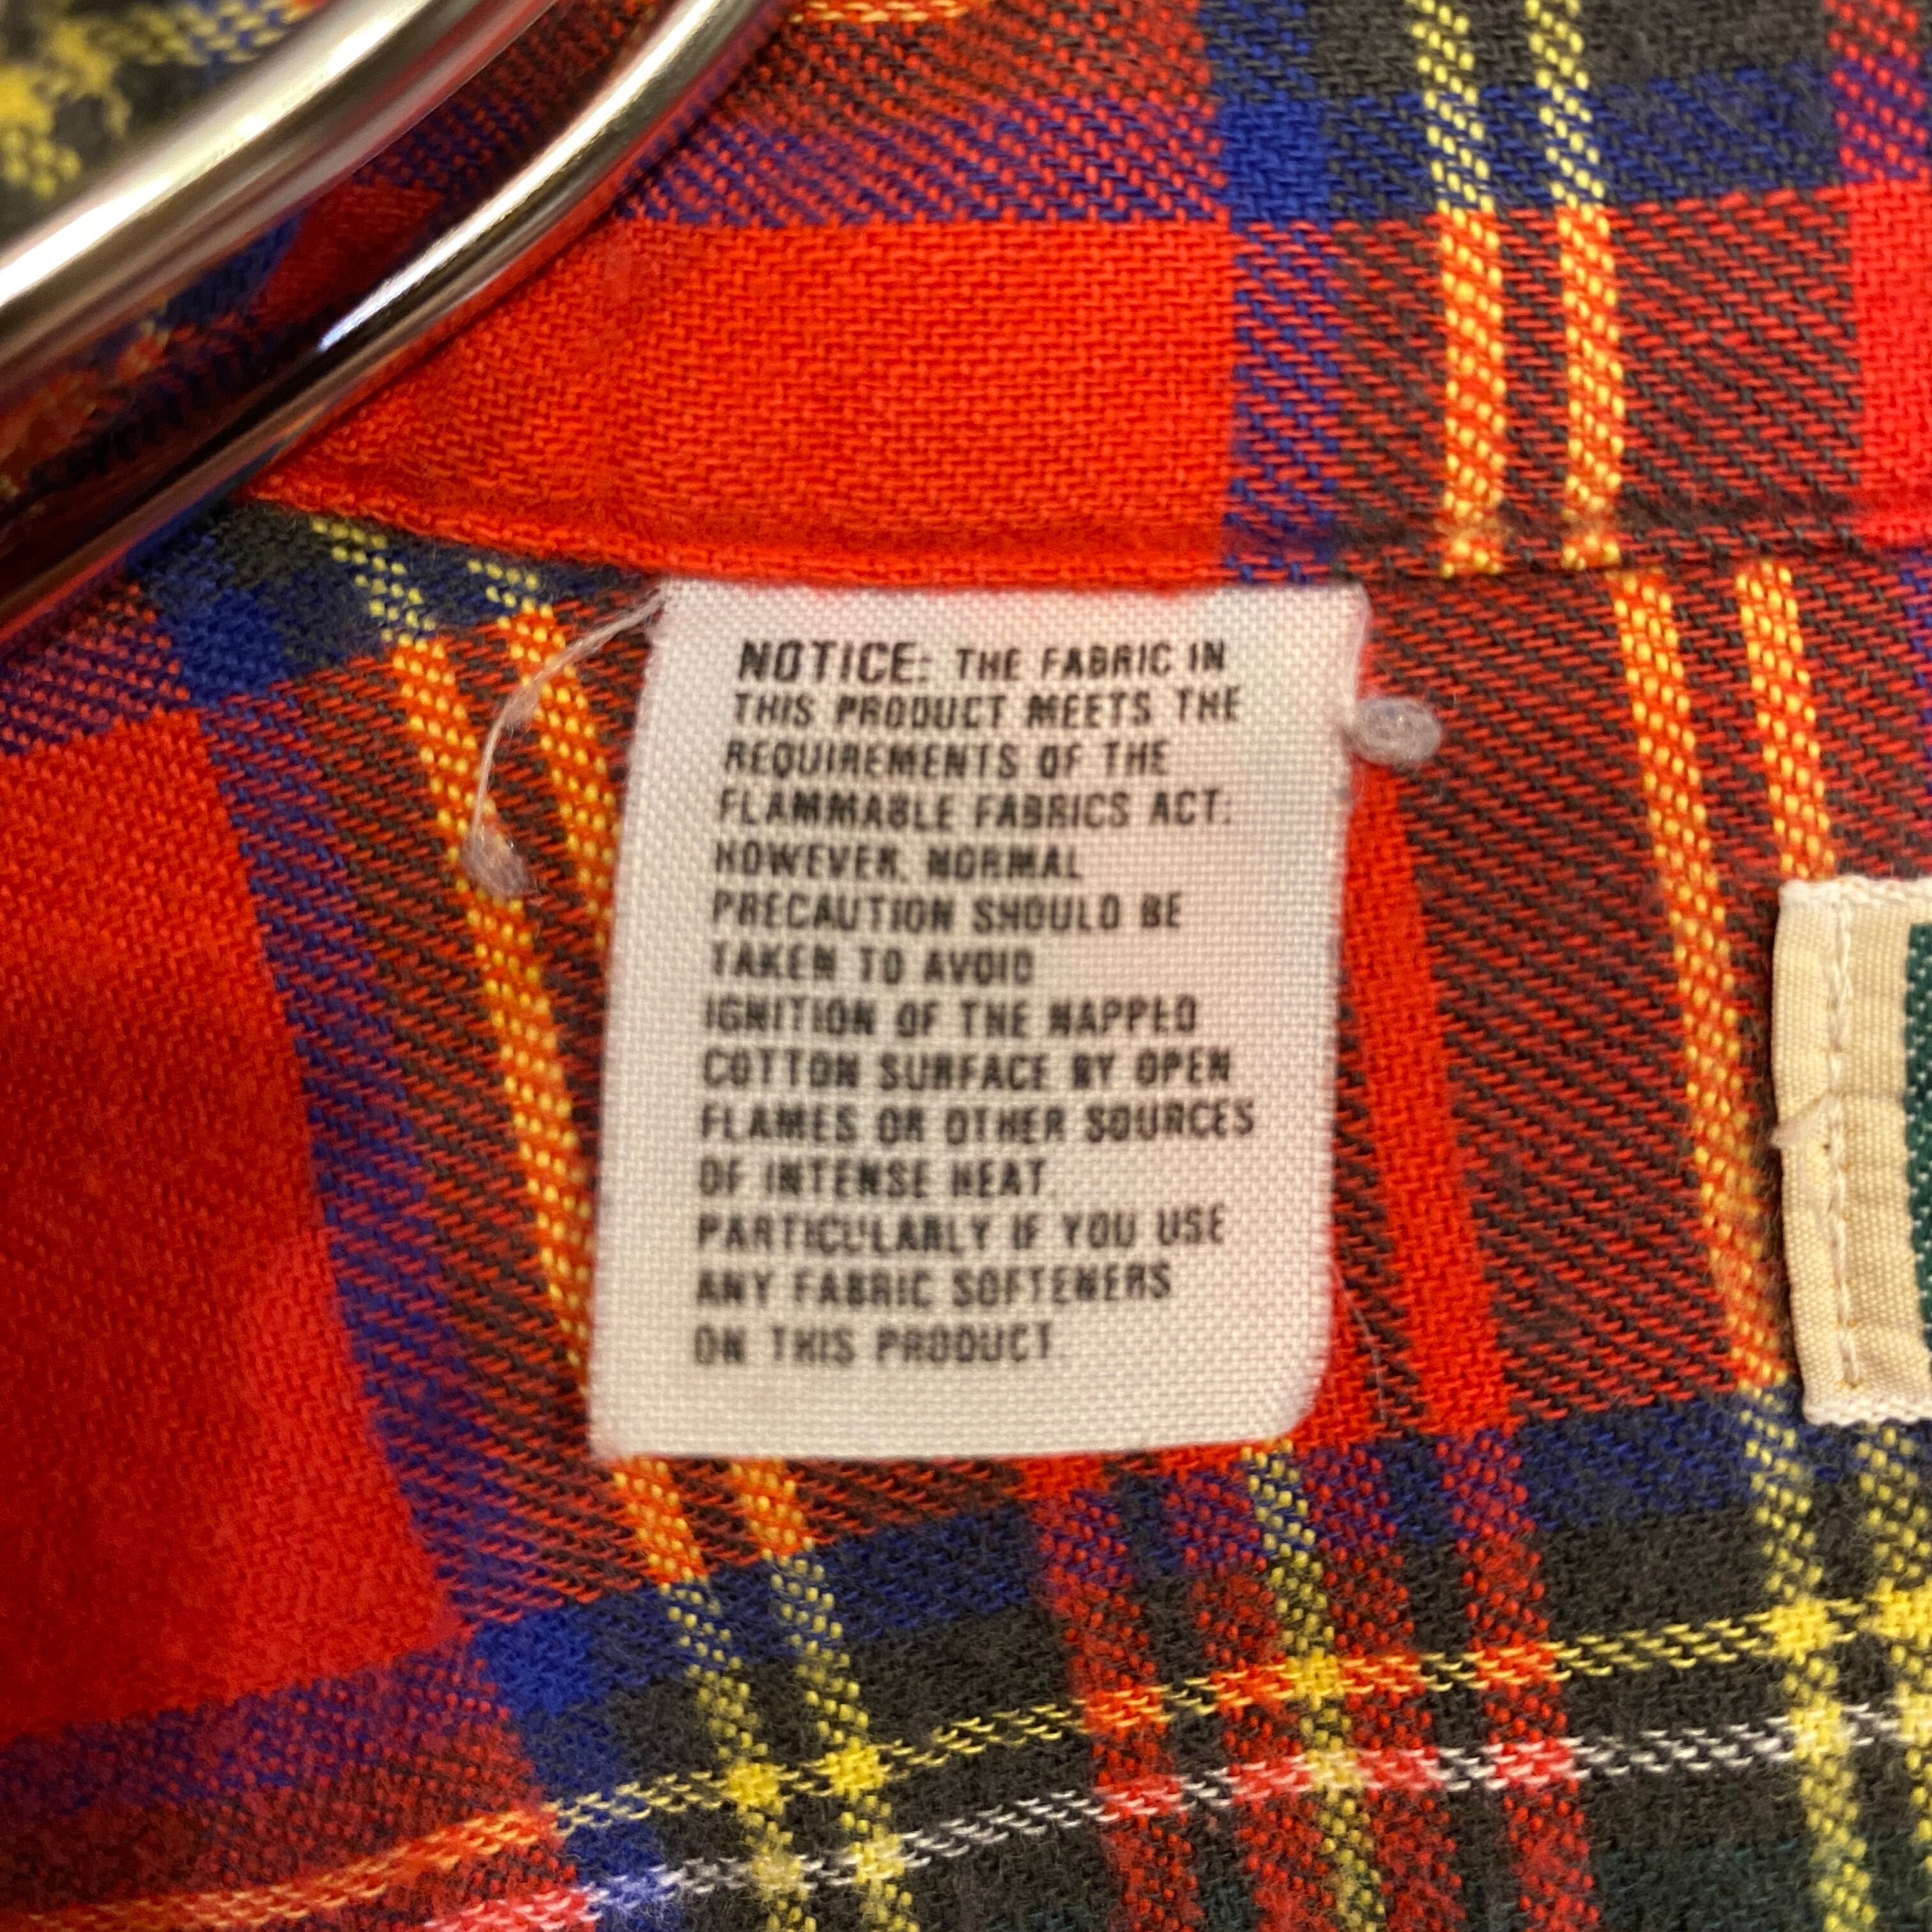 NOTICE: THE FABRIC IN
THIS PRODUCT MEETS THE
REQUIREMENTS OF THE
FLAMMABLE FABRICS ACT.
HOWEVER, NORMAL
PRECAUTION SHOULD BE
TAKEN TO AVOID
IGNITION OF THE NAPPED
COTTON SURFACE BY OPEN
FLAMES OR OTHER SOURCES
OF INTENSE HEAT,
PARTICULARLY IF YOU USE
ANY FABRIC SOFTENERS
ON THIS PRODUCT.